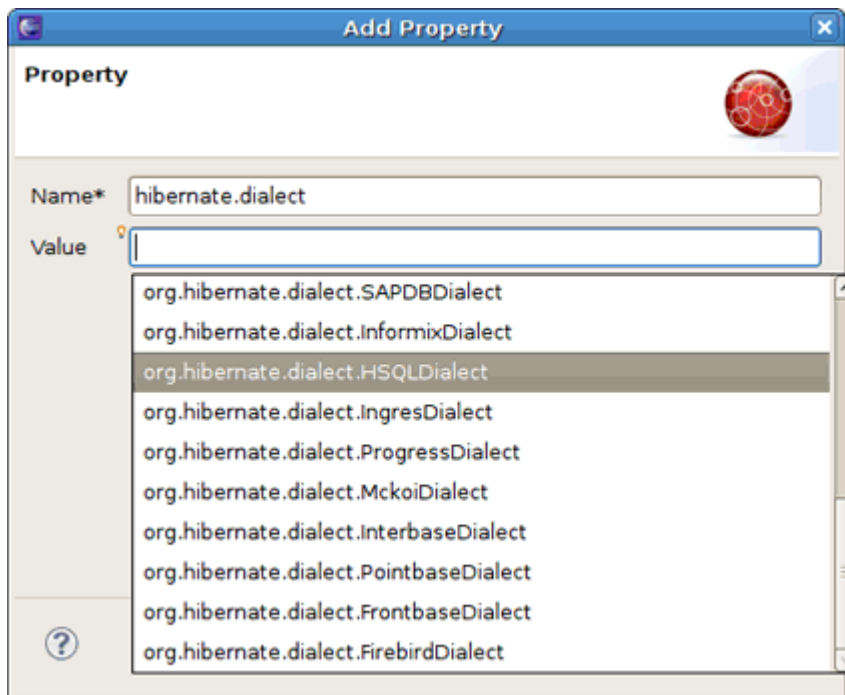 Add Property
Property
Name* hibernate.dialect
Value
org.hibernate.dialect.SAPDBDialect
org.hibernate.dialect.InformixDialect
org.hibernate.dialect.HSQLDialect
org.hibernate.dialect.IngresDialect
org.hibernate.dialect.ProgressDialect
org.hibernate.dialect.MckoiDialect
org.hibernate.dialect.InterbaseDialect
org.hibernate.dialect.PointbaseDialect
org.hibernate.dialect.FrontbaseDialect
org.hibernate.dialect.FirebirdDialect